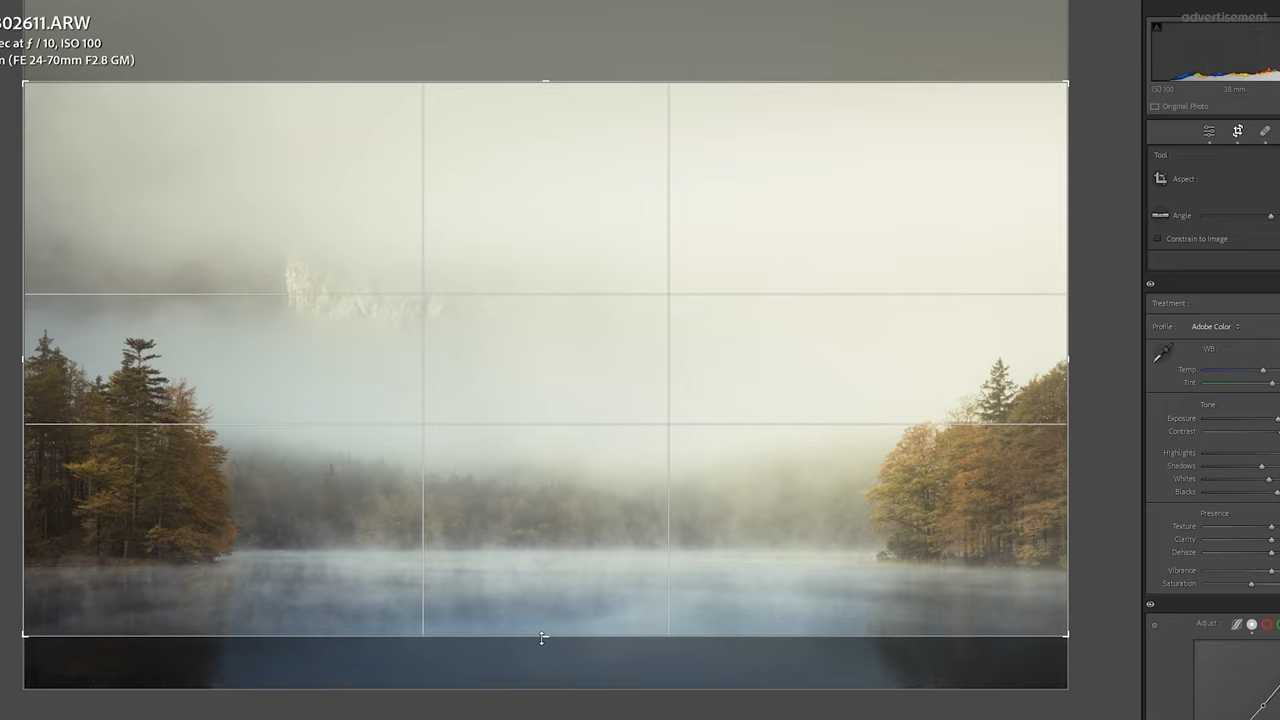 02611.ARW
ec at ƒ / 10, ISO 100
(FE 24-70mm F2.8 GM)
advertisement
ISO 100 38 mm
Original Photo
Tool :
Aspect :
Angle
Constrain to Image
Treatment :
Profile : Adobe Color
WB :
Temp
Tint
Tone
Exposure
Contrast
Highlights
Shadows
Whites
Blacks
Presence
Texture
Clarity
Dehaze
Vibrance
Saturation
Adjust :